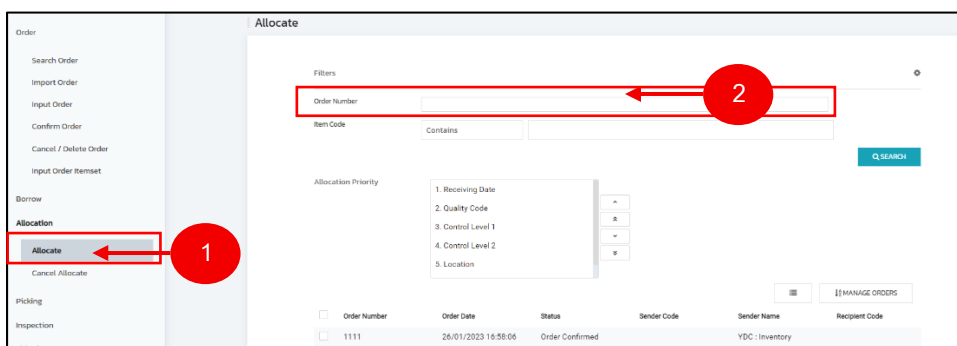 Order
Search Order
Import Order
Input Order
Confirm Order
Cancel / Delete Order
Input Order Itemset
Borrow
Allocation
Allocate
Cancel Allocate
Picking
Inspection
1
Allocate
Filters
Order Number
2
Item Code
Contains
SEARCH
Allocation Priority
1. Receiving Date
2. Quality Code
3. Control Level 1
4. Control Level 2
5. Location
MANAGE ORDERS
Order Number Order Date Status Sender Code Sender Name Recipient Code
1111 26/01/2023 16:58:06 Order Confirmed YDC : Inventory